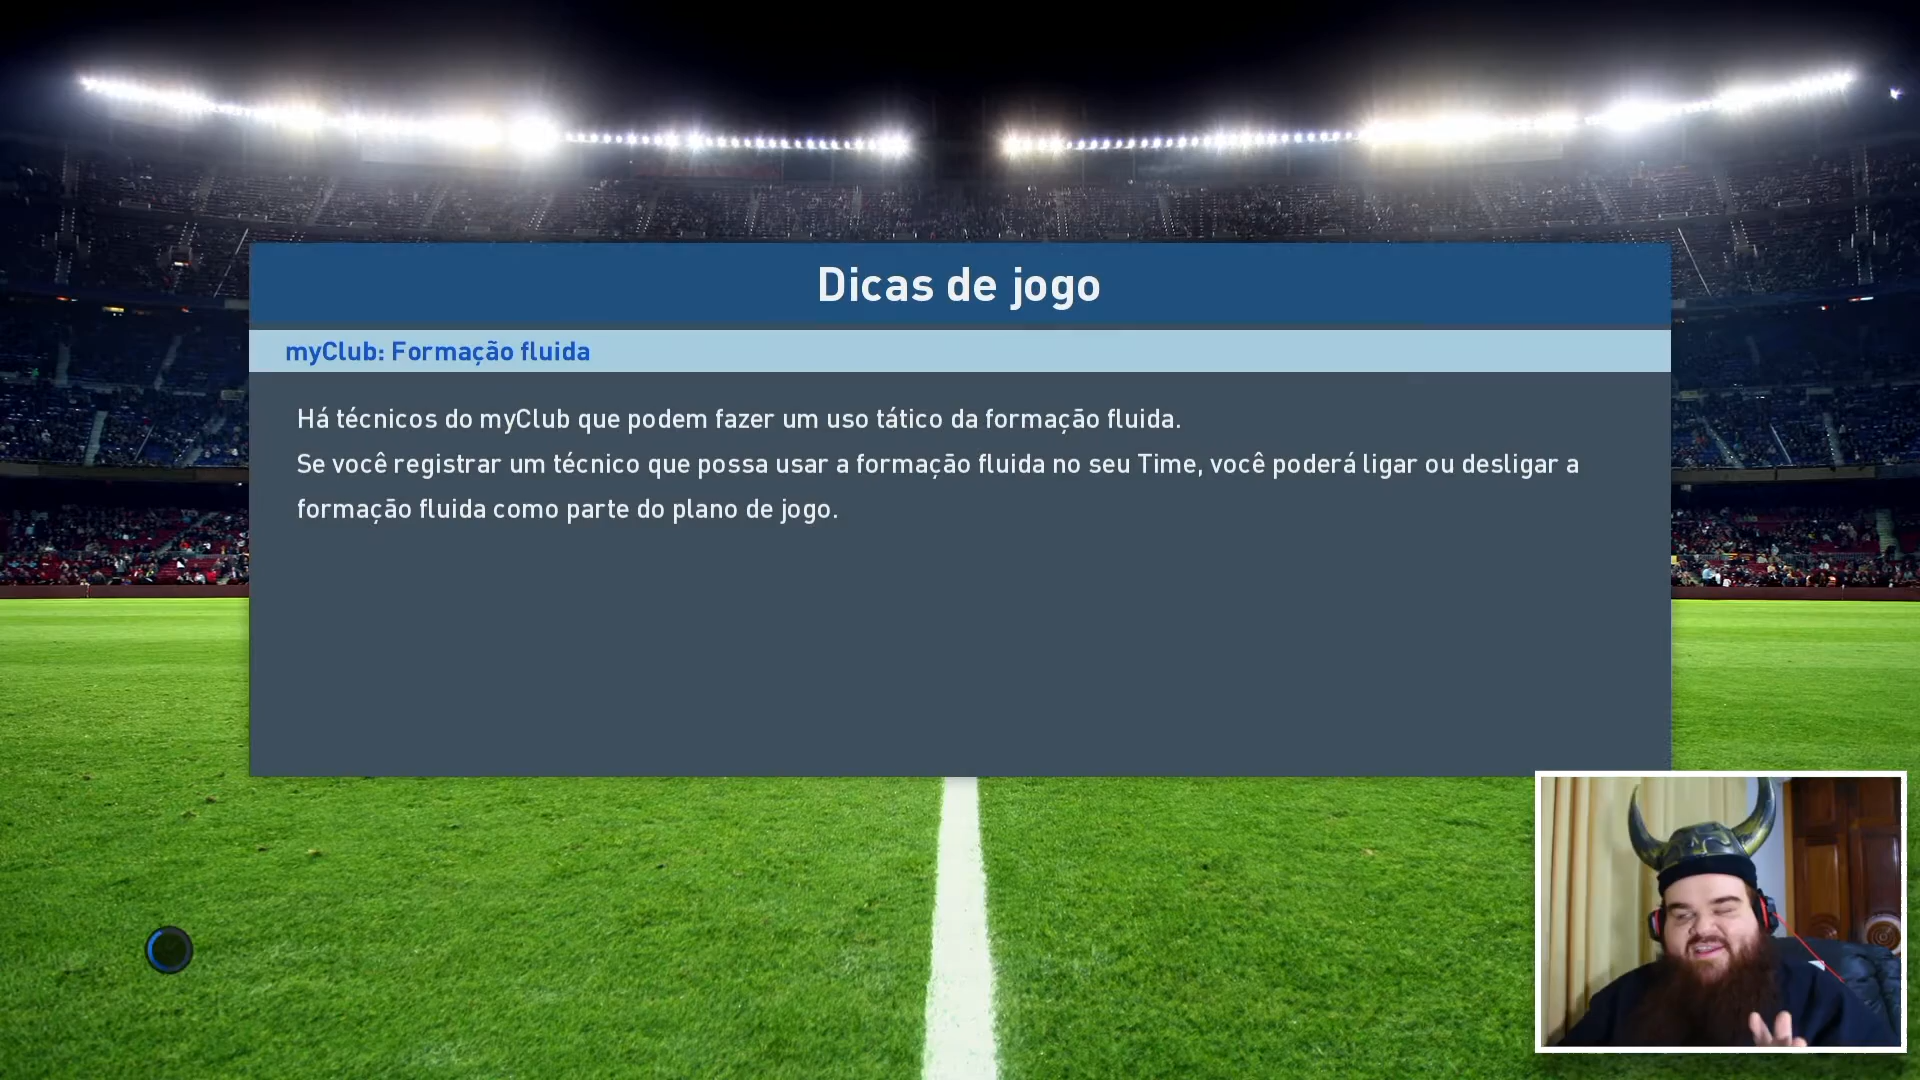 Dicas de jogo
myClub: Formação fluida
Há técnicos do myClub que podem fazer um uso tático da formação fluida.
Se você registrar um técnico que possa usar a formação fluida no seu Time, você poderá ligar ou desligar a
formação fluida como parte do plano de jogo.